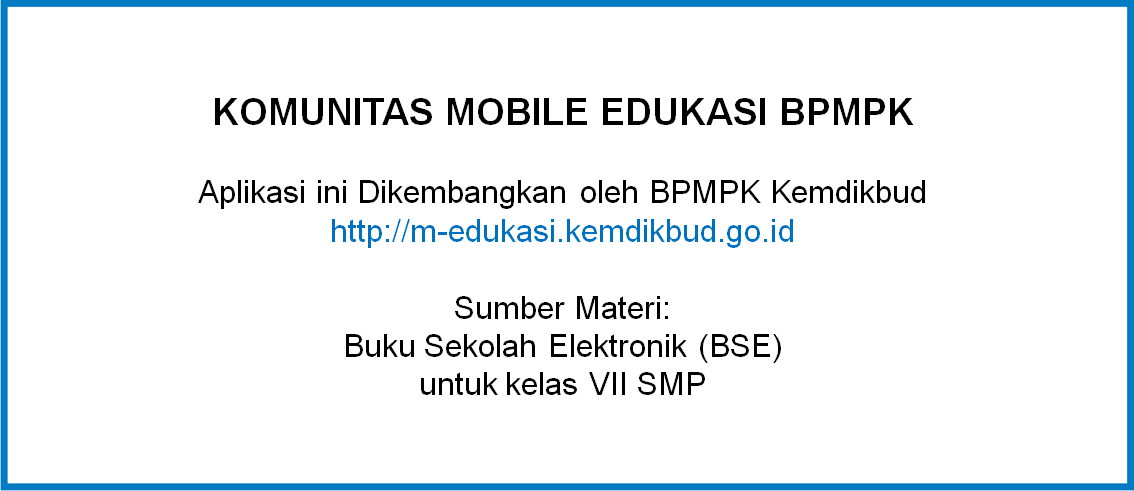 KOMUNITAS MOBILE EDUKASI BPMPK
Aplikasi ini Dikembangkan oleh BPMPK Kemdikbud
http://m-edukasi.kemdikbud.go.id
Sumber Materi:
Buku Sekolah Elektronik (BSE)
untuk kelas VII SMP